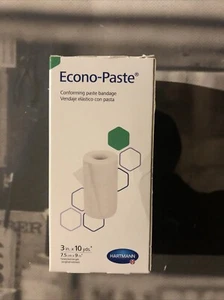 Econo-Paste®
Conforming paste bandage
Vendaje elástico con pasta
3 in. x 10 yds.
7.5 cm x 9
HARTMANN